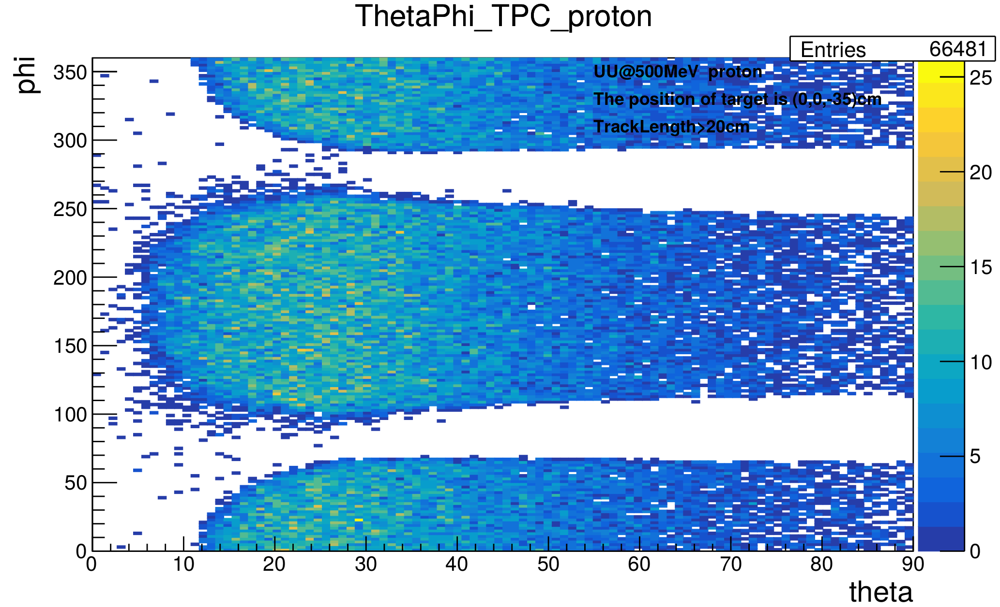 ThetaPhi_TPC_proton
Entries 66481
phi
UU@500MeV proton
The position of target is (0,0,-35)cm
TrackLength>20cm
350
300
250
200
150
100
50
0
0 10 20 30 40 50 60 70 80 90
theta
25
20
15
10
5
0